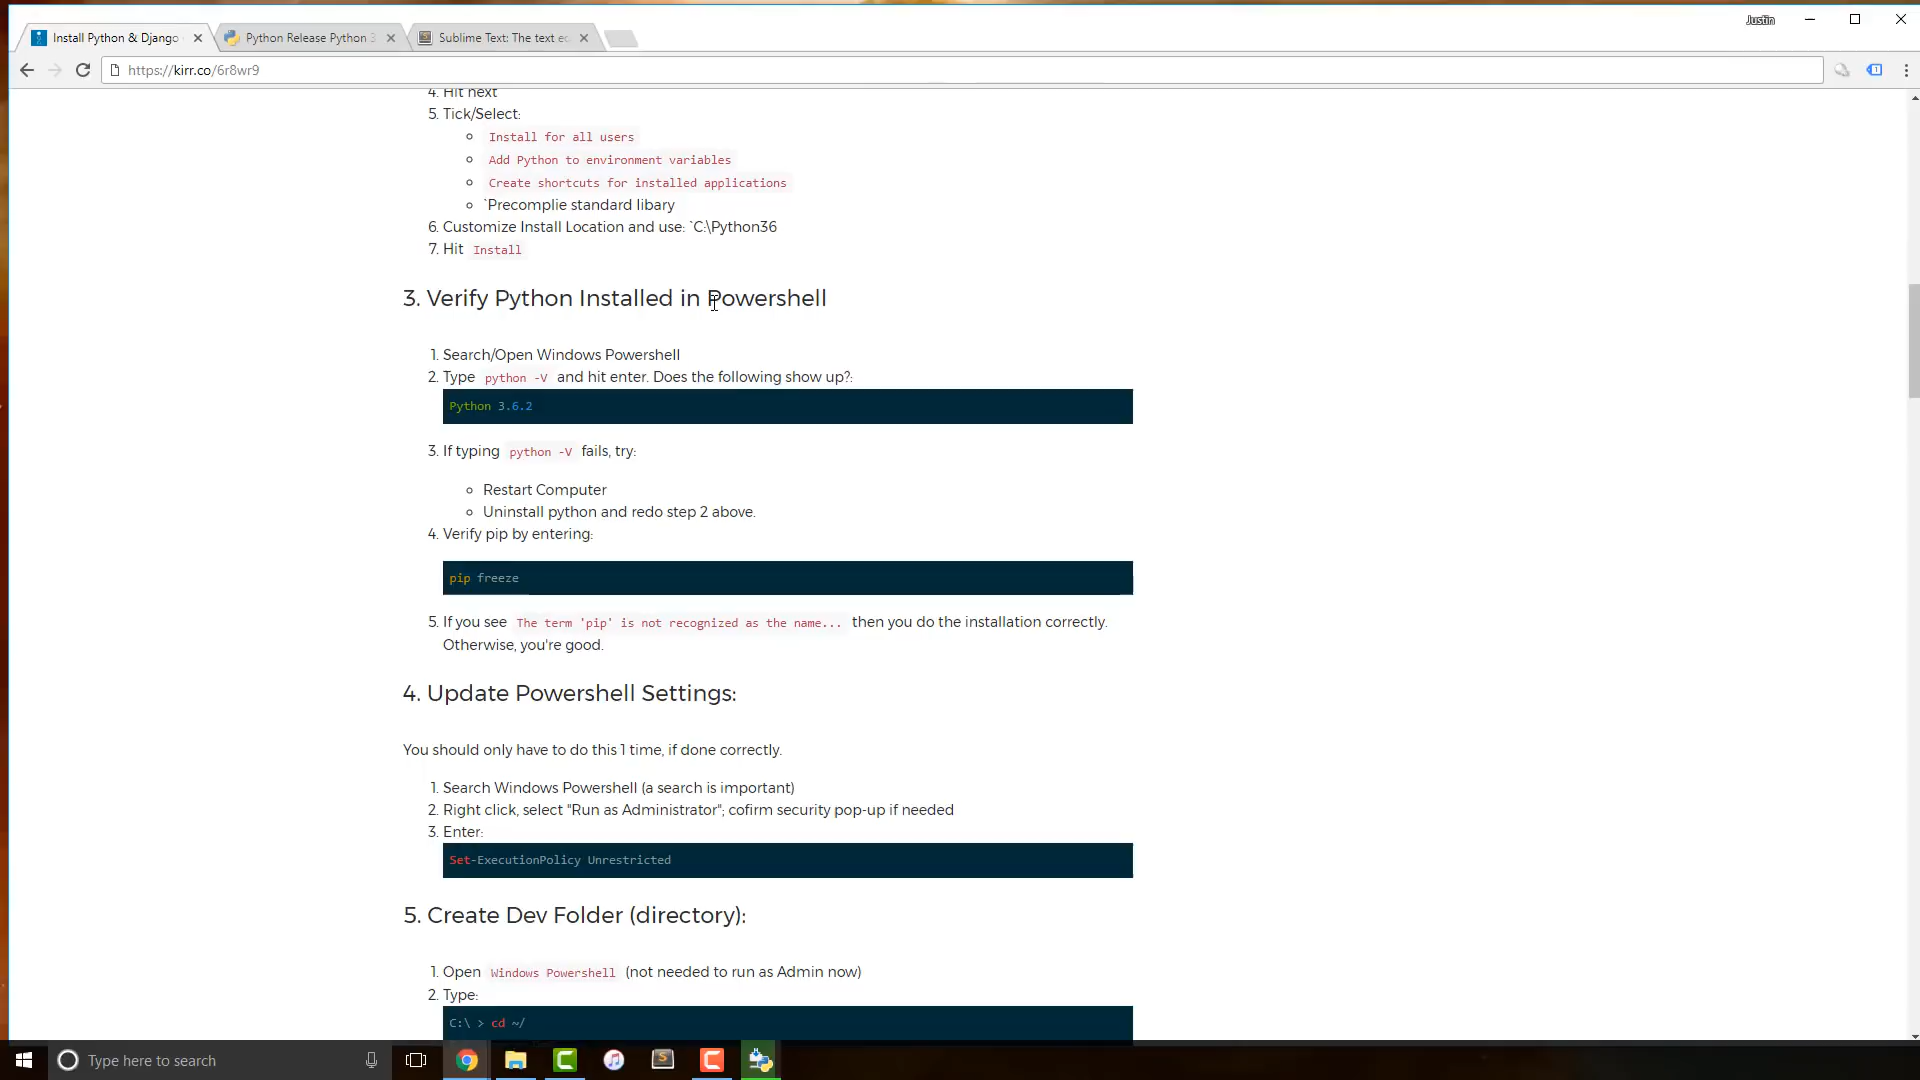 Justin
Install Python & Django
Python Release Python 3
Sublime Text: The text ed
https://kirr.co/6r8wr9
4. Hit next
5. Tick/Select:
Install for all users
Add Python to environment variables
Create shortcuts for installed applications
`Precomplie standard libary
6. Customize Install Location and use: `C:\Python36
7. Hit Install
3. Verify Python Installed in Powershell
1. Search/Open Windows Powershell
2. Type python -V and hit enter. Does the following show up?:
Python 3.6.2
3. If typing python -V fails, try:
Restart Computer
Uninstall python and redo step 2 above.
4. Verify pip by entering:
pip freeze
5. If you see The term 'pip' is not recognized as the name... then you do the installation correctly.
Otherwise, you're good.
4. Update Powershell Settings:
You should only have to do this 1 time, if done correctly.
1. Search Windows Powershell (a search is important)
2. Right click, select "Run as Administrator"; cofirm security pop-up if needed
3. Enter:
Set-ExecutionPolicy Unrestricted
5. Create Dev Folder (directory):
1. Open Windows Powershell (not needed to run as Admin now)
2. Type:
C:\ > cd ~/
Type here to search